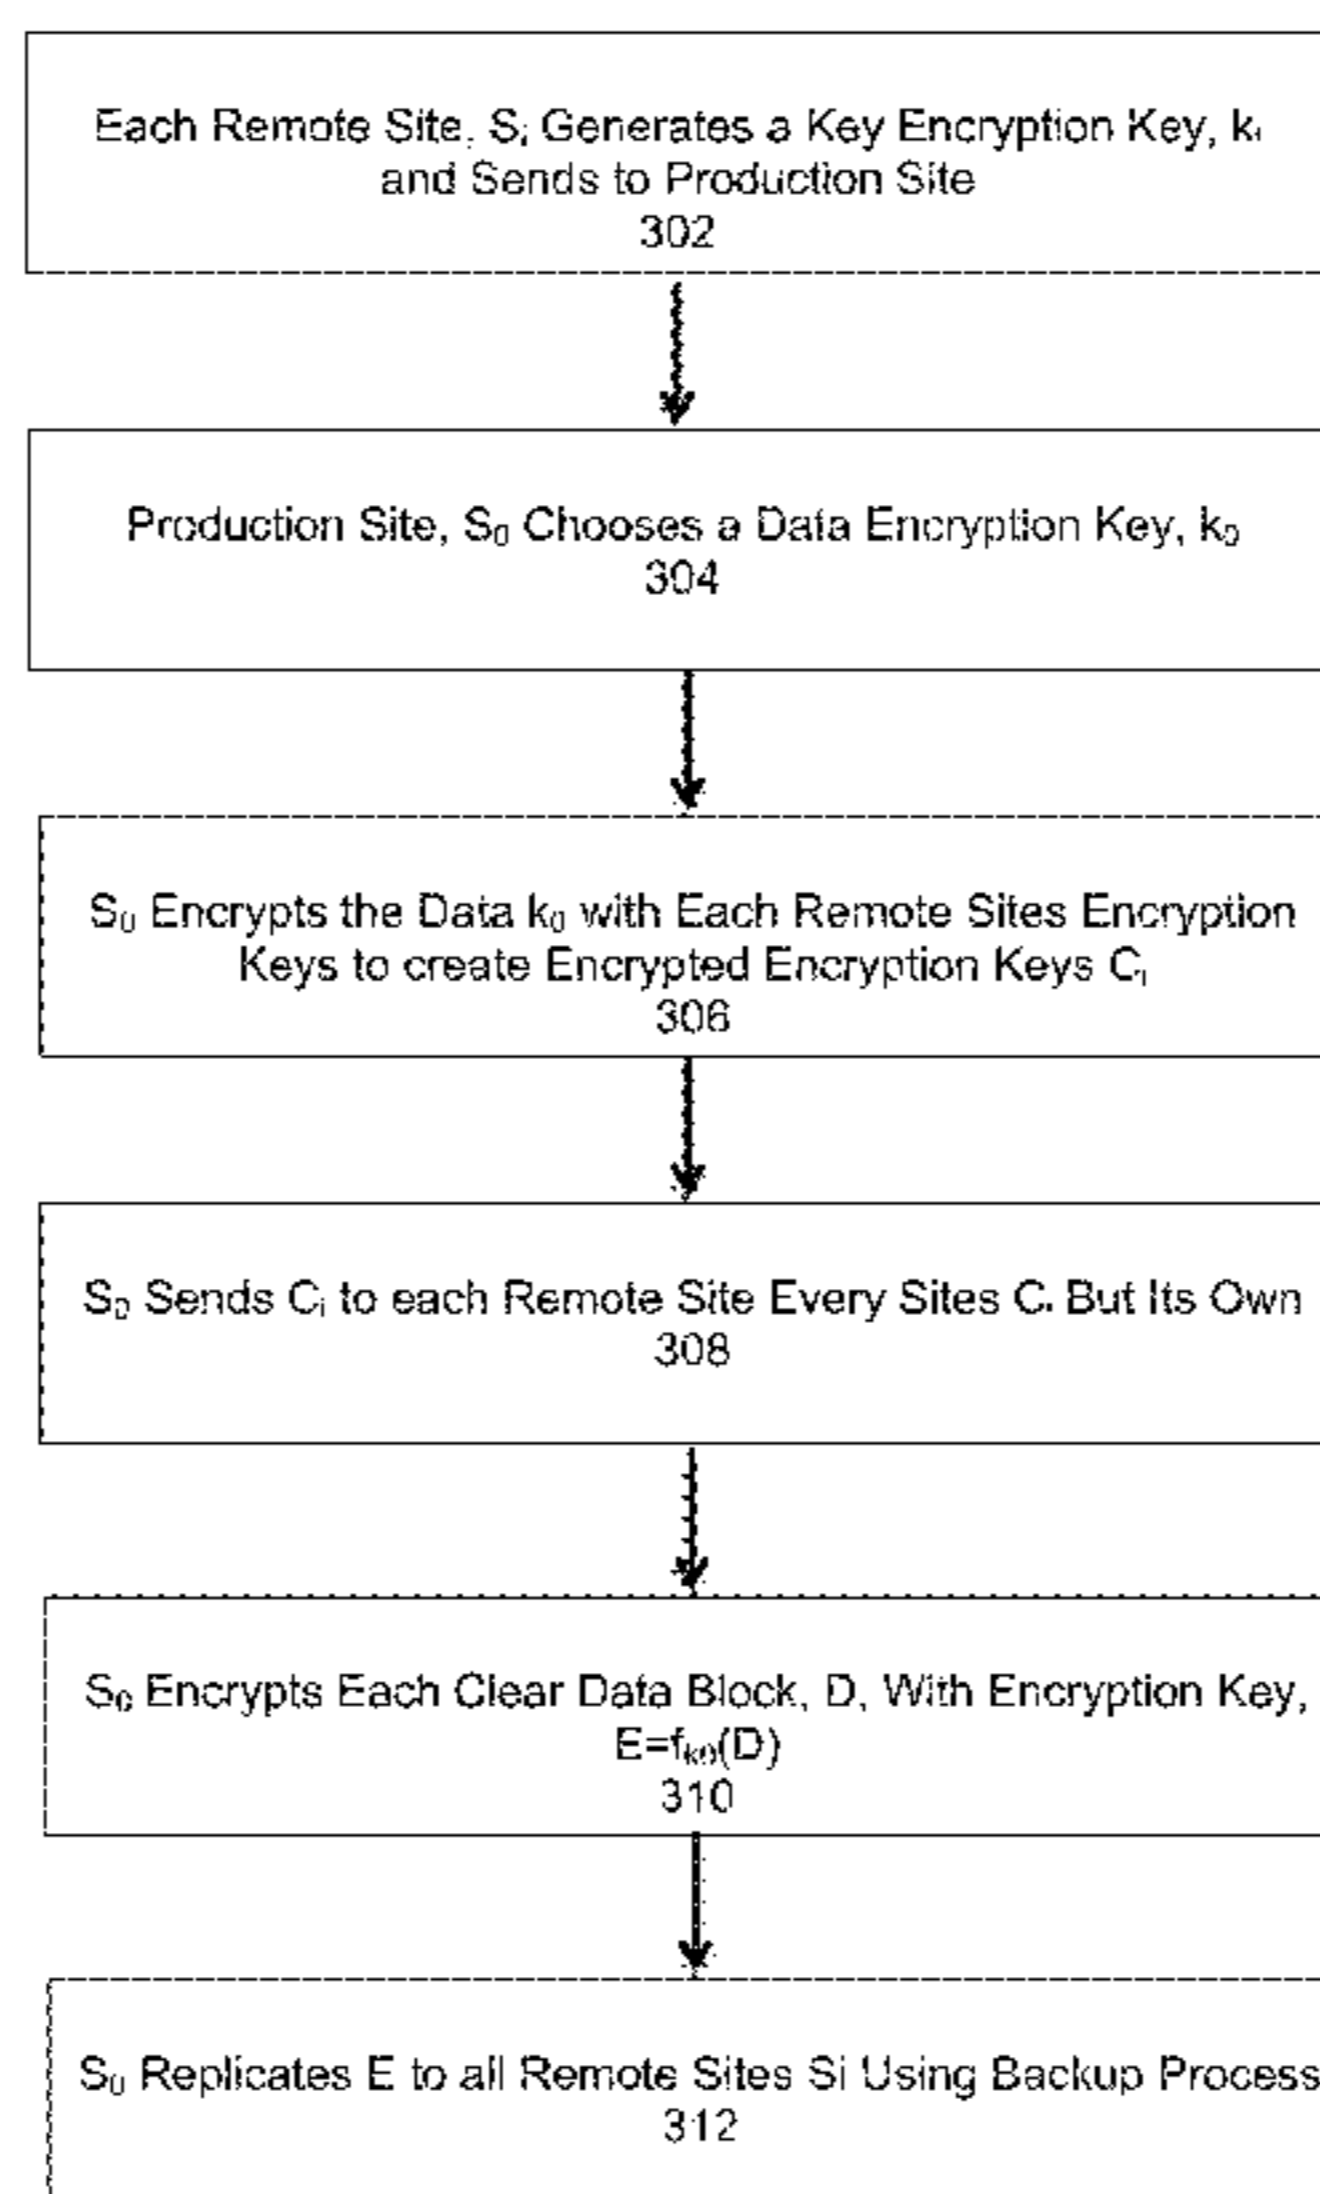 Each Remote Site, Sᵢ Generates a Key Encryption Key, kᵢ
and Sends to Production Site
302
Production Site, S₀ Chooses a Data Encryption Key, k₀
304
S₀ Encrypts the Data k₀ with Each Remote Sites Encryption
Keys to create Encrypted Encryption Keys Cᵢ
306
S₀ Sends Cᵢ to each Remote Site Every Sites Cᵢ But Its Own
308
S₀ Encrypts Each Clear Data Block, D, With Encryption Key,
E=fₖ₀(D)
310
S₀ Replicates E to all Remote Sites Si Using Backup Process
312